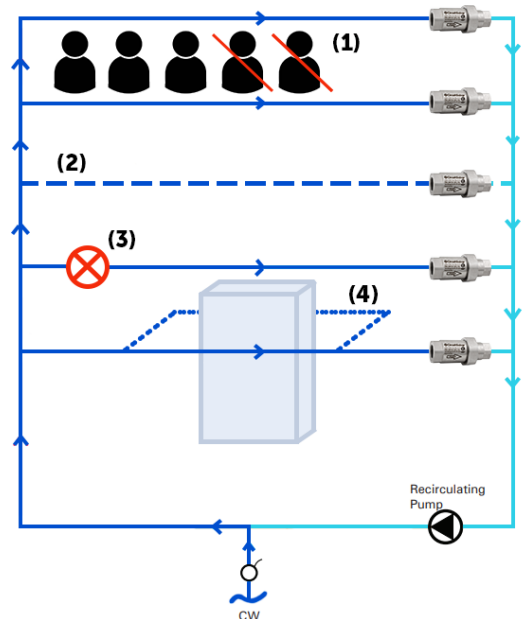 (1)
(2)
(3)
(4)
Recirculating
Pump
CW